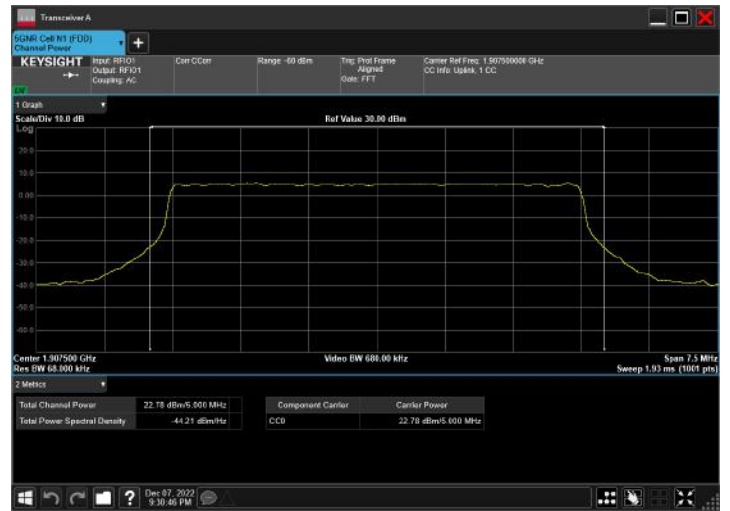 Transceiver A
5GNR Cell N1 (FDD)
Channel Power
KEYSIGHT
Input: RFIO1
Output: RFIO1
Coupling: AC
Corr CCorr
Range -60 dBm
Trig: Prot Frame
Aligned
Gate: FFT
Carrier Ref Freq: 1.907500000 GHz
CC Info: Uplink, 1 CC
1 Graph
Scale/Div 10.0 dB
Ref Value 30.00 dBm
Log
20.0
10.0
0.00
-10.0
-20.0
-30.0
-40.0
-50.0
-60.0
Center 1.907500 GHz
Video BW 680.00 kHz
Span 7.5 MHz
Res BW 68.000 kHz
Sweep 1.93 ms (1001 pts)
2 Metrics
Total Channel Power 22.78 dBm/5.000 MHz
Total Power Spectral Density -44.21 dBm/Hz
Component Carrier Carrier Power
CC0 22.78 dBm/5.000 MHz
Dec 07, 2022
9:30:46 PM